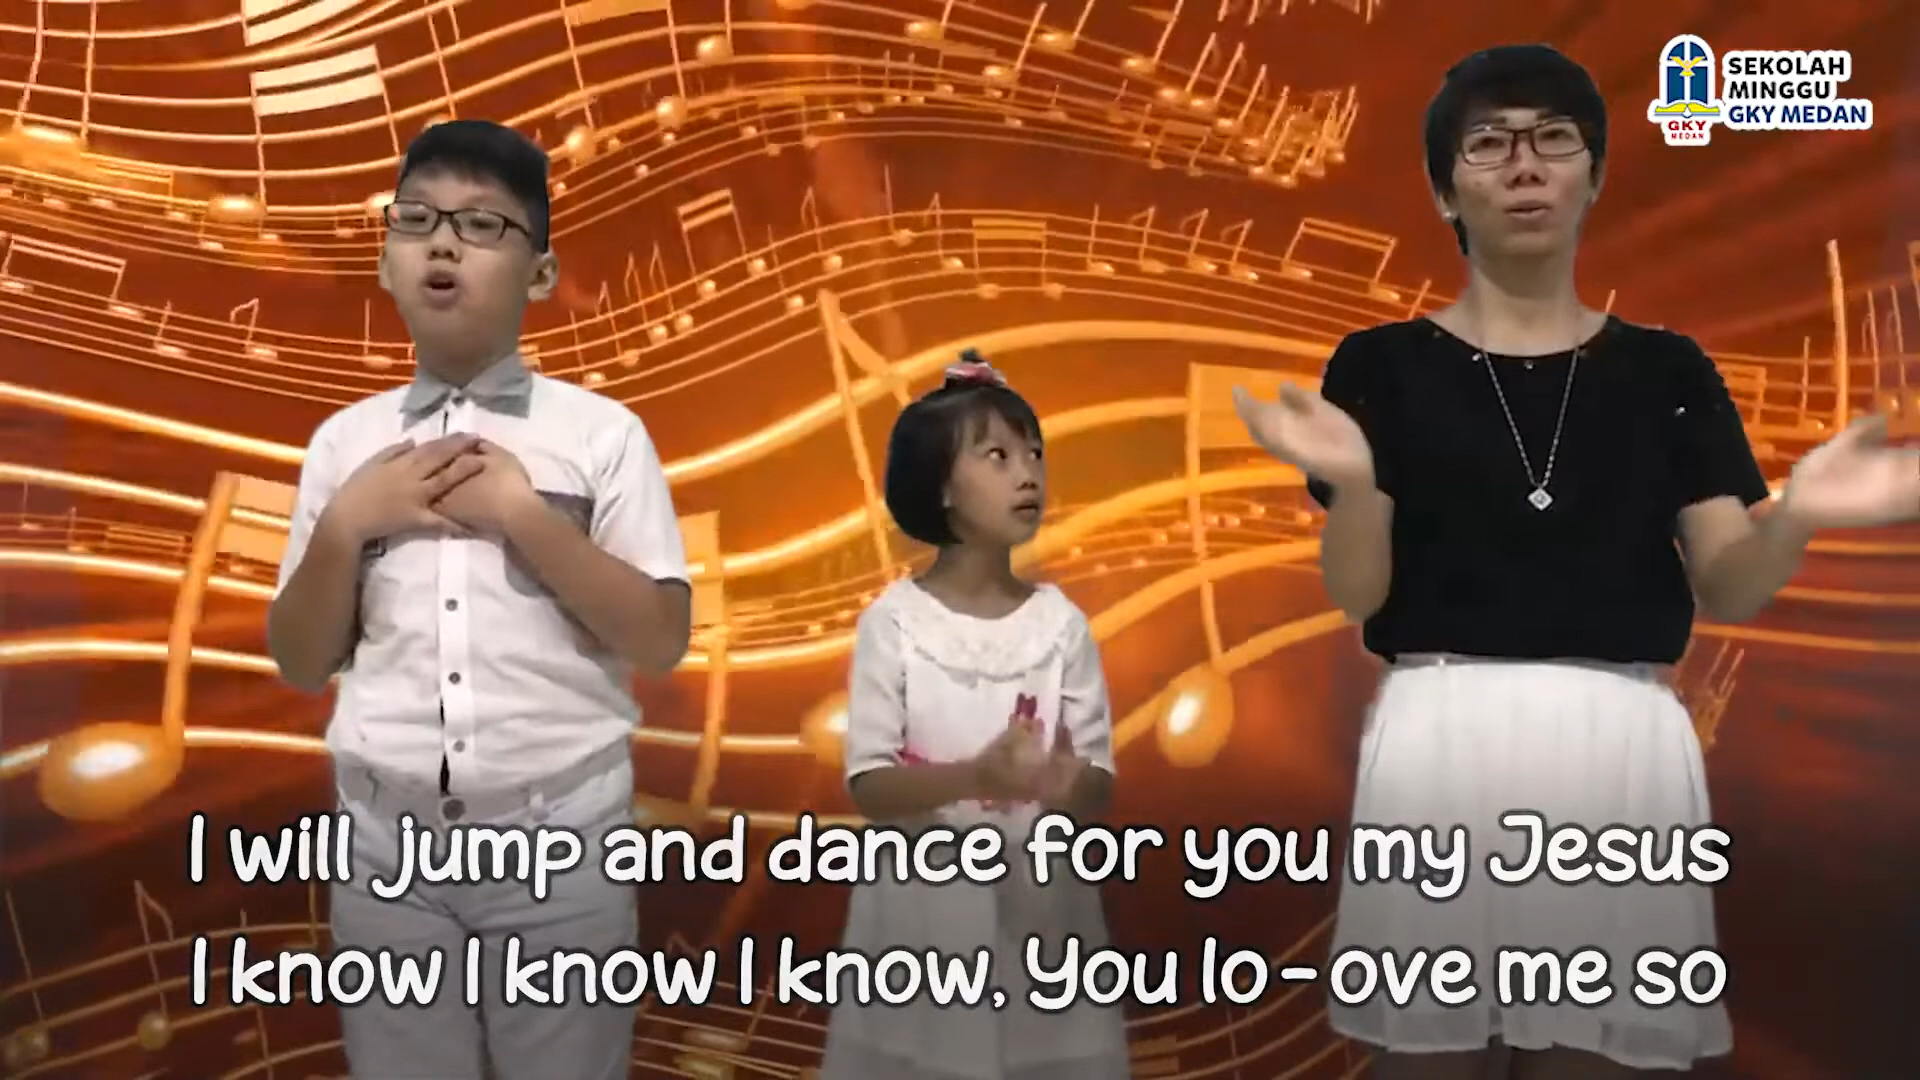 SEKOLAH
MINGGU
GKY MEDAN
GKY
MEDAN
I will jump and dance for you my Jesus
I know I know I know, You lo-ove me so